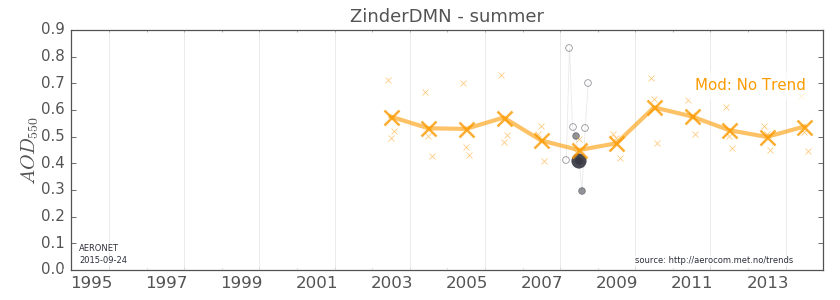 ZinderDMN - summer
0.9
0.8
0.7
0.6
0.5
0.4
0.3
0.2
0.1
0.0
AOD550
Mod: No Trend
AERONET
2015-09-24
source: http://aerocom.met.no/trends
1995 1997 1999 2001 2003 2005 2007 2009 2011 2013